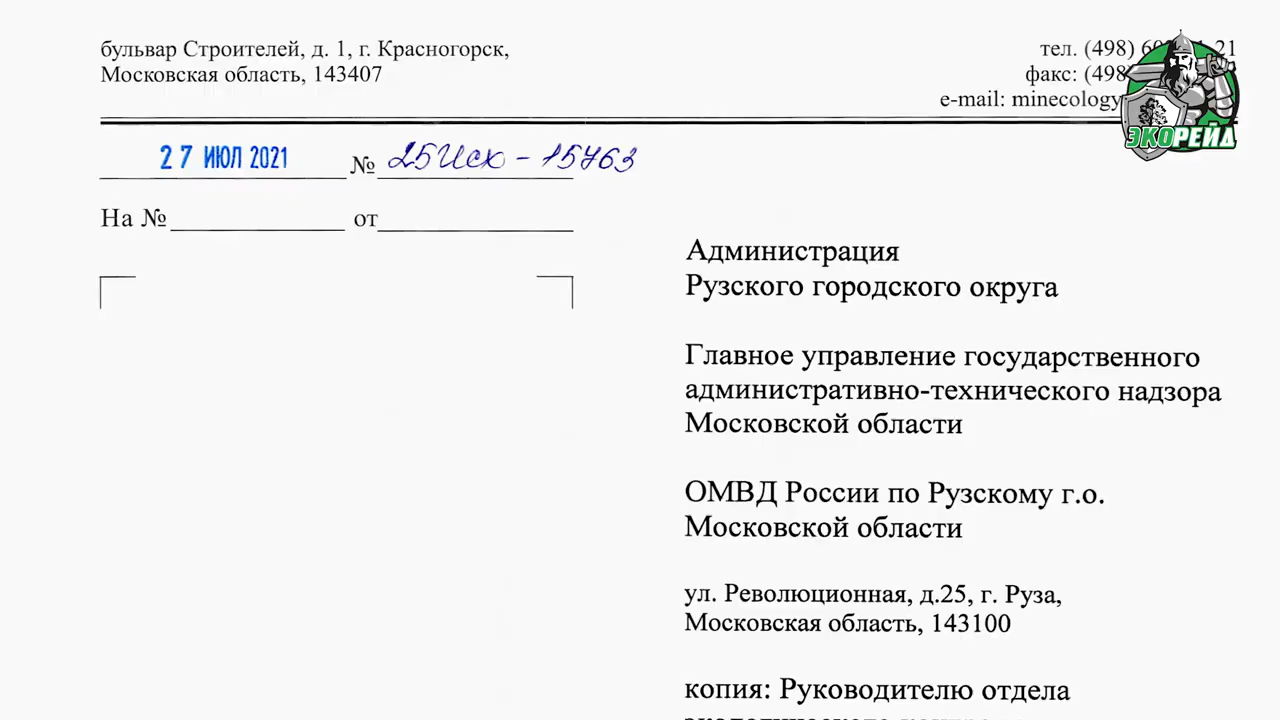 бульвар Строителей, д. 1, г. Красногорск,
Московская область, 143407
тел. (498)
факс: (498)
e-mail: minecology
27 ИЮЛ 2021 № 25Исх - 15763
На № от
Администрация
Рузского городского округа
Главное управление государственного
административно-технического надзора
Московской области
ОМВД России по Рузскому г.о.
Московской области
ул. Революционная, д.25, г. Руза,
Московская область, 143100
копия: Руководителю отдела
ЭКОРЕЙД